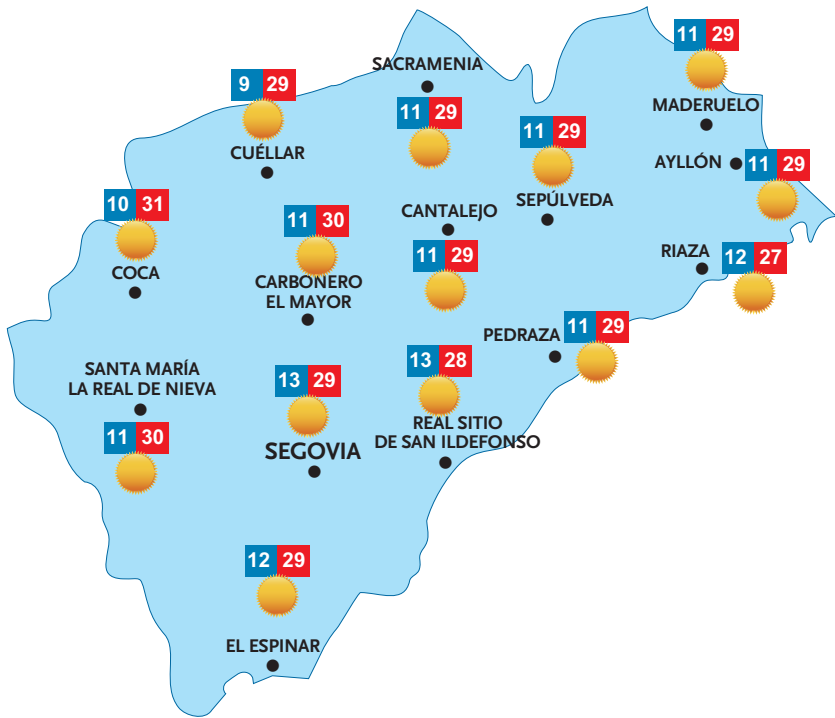 11 29
MADERUELO
SACRAMENIA
11 29
9 29
CUÉLLAR
11 29
SEPÚLVEDA
AYLLÓN
11 29
10 31
COCA
11 30
CARBONERO
EL MAYOR
CANTALEJO
11 29
RIAZA
12 27
PEDRAZA
11 29
SANTA MARÍA
LA REAL DE NIEVA
11 30
13 29
SEGOVIA
13 28
REAL SITIO
DE SAN ILDEFONSO
12 29
EL ESPINAR